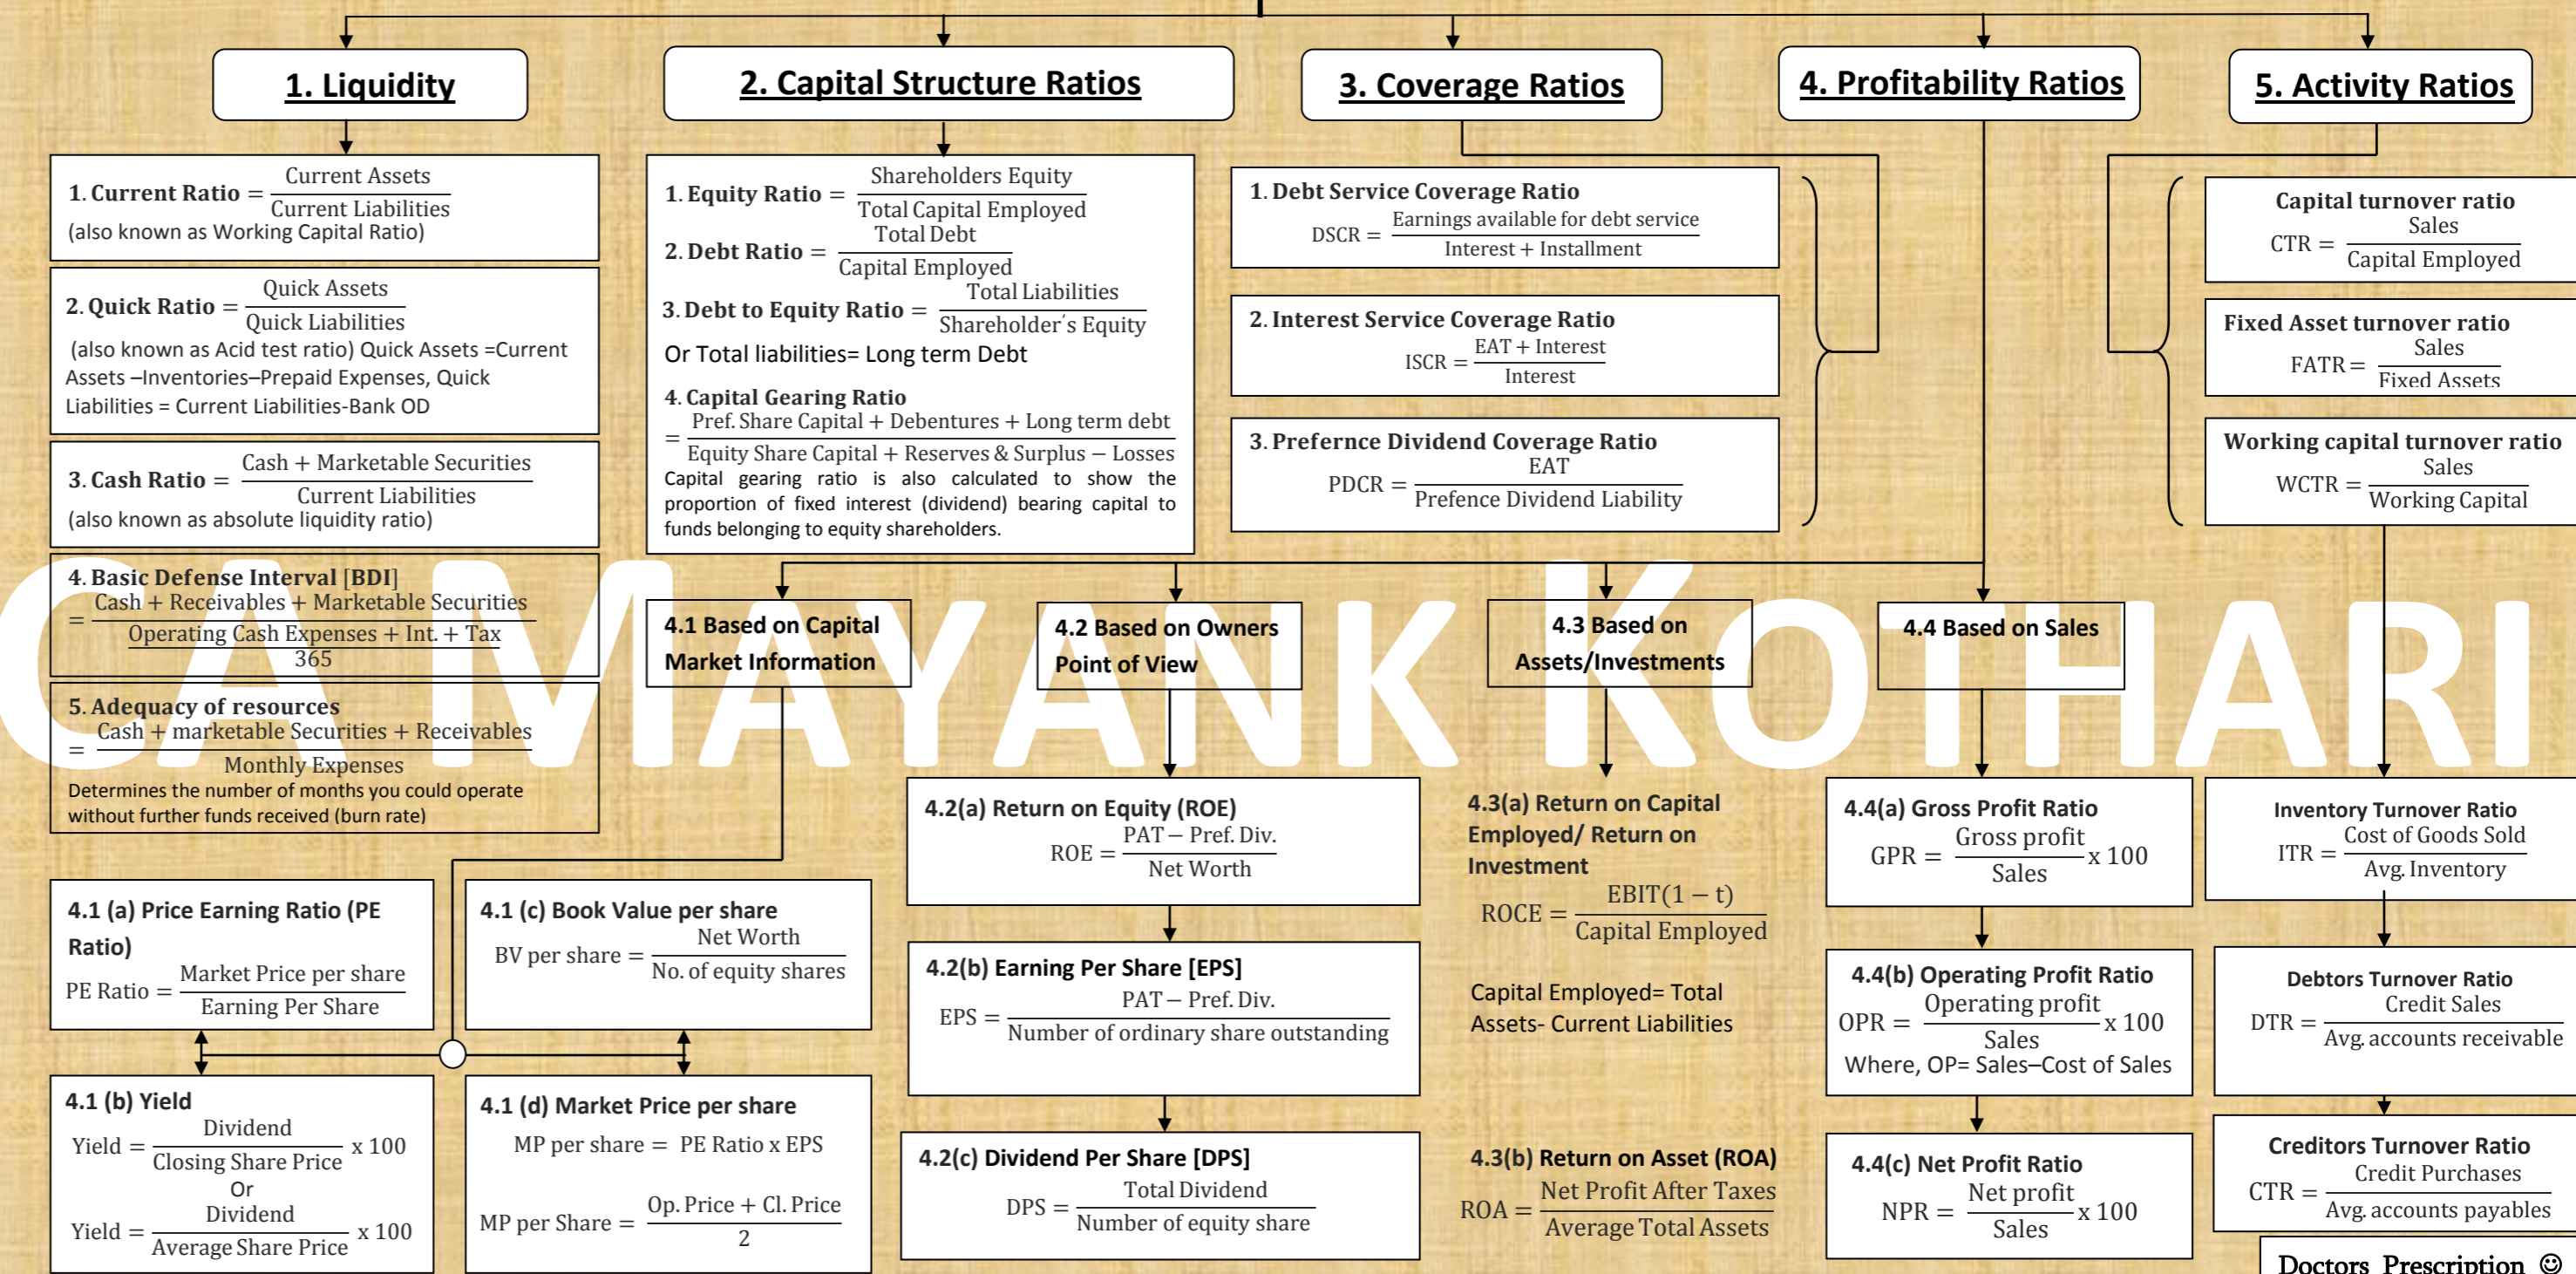 1. Liquidity
2. Capital Structure Ratios
3. Coverage Ratios
4. Profitability Ratios
5. Activity Ratios
1. Current Ratio = Current Assets / Current Liabilities
(also known as Working Capital Ratio)
2. Quick Ratio = Quick Assets / Quick Liabilities
(also known as Acid test ratio) Quick Assets =Current
Assets –Inventories–Prepaid Expenses, Quick
Liabilities = Current Liabilities-Bank OD
3. Cash Ratio = Cash + Marketable Securities / Current Liabilities
(also known as absolute liquidity ratio)
4. Basic Defense Interval [BDI]
= Cash + Receivables + Marketable Securities
Operating Cash Expenses + Int. + Tax
365
5. Adequacy of resources
= Cash + marketable Securities + Receivables
Monthly Expenses
Determines the number of months you could operate
without further funds received (burn rate)
1. Equity Ratio = Shareholders Equity / Total Capital Employed
2. Debt Ratio = Total Debt / Capital Employed
3. Debt to Equity Ratio = Total Liabilities / Shareholder's Equity
Or Total liabilities= Long term Debt
4. Capital Gearing Ratio
= Pref. Share Capital + Debentures + Long term debt
Equity Share Capital + Reserves & Surplus − Losses
Capital gearing ratio is also calculated to show the
proportion of fixed interest (dividend) bearing capital to
funds belonging to equity shareholders.
1. Debt Service Coverage Ratio
DSCR = Earnings available for debt service / Interest + Installment
2. Interest Service Coverage Ratio
ISCR = EAT + Interest / Interest
3. Prefernce Dividend Coverage Ratio
PDCR = EAT / Prefence Dividend Liability
Capital turnover ratio
CTR = Sales / Capital Employed
Fixed Asset turnover ratio
FATR = Sales / Fixed Assets
Working capital turnover ratio
WCTR = Sales / Working Capital
CA MAYANK KOTHARI
4.1 Based on Capital
Market Information
4.2 Based on Owners
Point of View
4.3 Based on
Assets/Investments
4.4 Based on Sales
4.1 (a) Price Earning Ratio (PE
Ratio)
PE Ratio = Market Price per share / Earning Per Share
4.1 (c) Book Value per share
BV per share = Net Worth / No. of equity shares
4.1 (b) Yield
Yield = Dividend / Closing Share Price x 100
Or
Yield = Dividend / Average Share Price x 100
4.1 (d) Market Price per share
MP per share = PE Ratio x EPS
MP per Share = Op. Price + Cl. Price / 2
4.2(a) Return on Equity (ROE)
ROE = PAT − Pref. Div. / Net Worth
4.2(b) Earning Per Share [EPS]
EPS = PAT − Pref. Div. / Number of ordinary share outstanding
4.2(c) Dividend Per Share [DPS]
DPS = Total Dividend / Number of equity share
4.3(a) Return on Capital
Employed/ Return on
Investment
ROCE = EBIT(1 − t) / Capital Employed
Capital Employed= Total
Assets- Current Liabilities
4.3(b) Return on Asset (ROA)
ROA = Net Profit After Taxes / Average Total Assets
4.4(a) Gross Profit Ratio
GPR = Gross profit / Sales x 100
4.4(b) Operating Profit Ratio
OPR = Operating profit / Sales x 100
Where, OP= Sales–Cost of Sales
4.4(c) Net Profit Ratio
NPR = Net profit / Sales x 100
Inventory Turnover Ratio
ITR = Cost of Goods Sold / Avg. Inventory
Debtors Turnover Ratio
DTR = Credit Sales / Avg. accounts receivable
Creditors Turnover Ratio
CTR = Credit Purchases / Avg. accounts payables
Doctors Prescription ☺